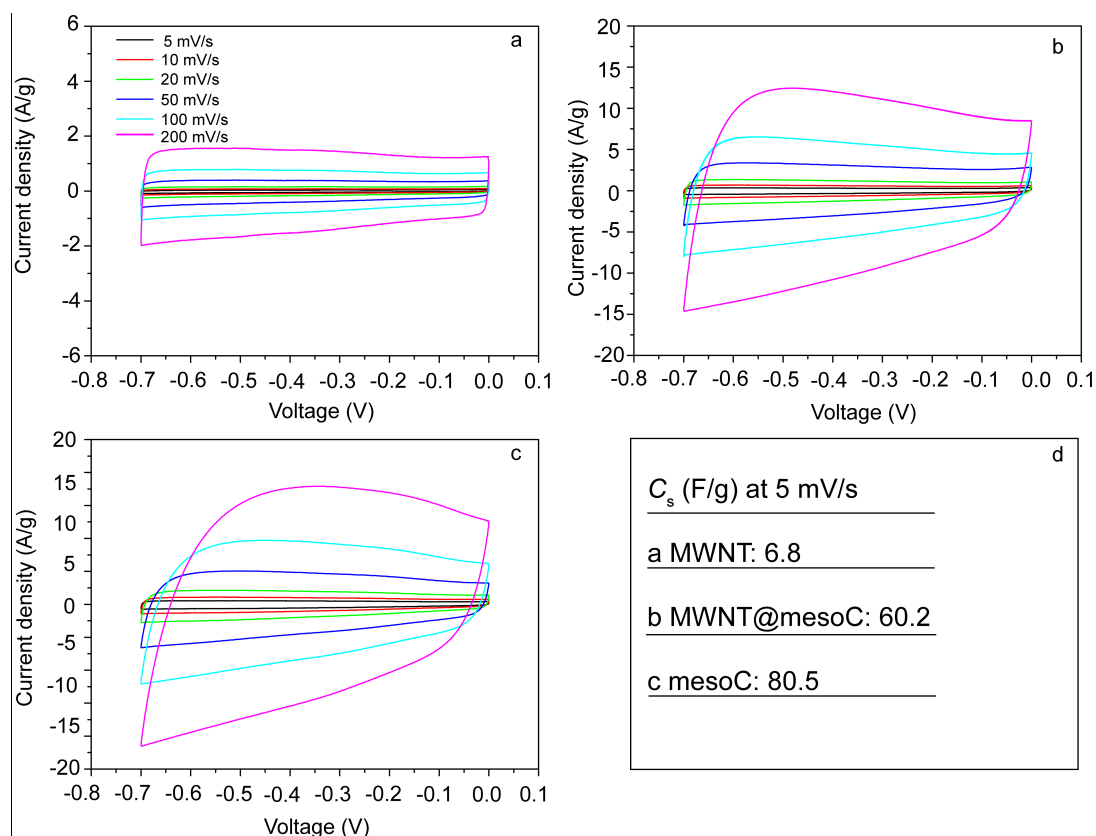 a
5 mV/s
10 mV/s
20 mV/s
50 mV/s
100 mV/s
200 mV/s
6
4
2
0
-2
-4
-6
Current density (A/g)
-0.8 -0.7 -0.6 -0.5 -0.4 -0.3 -0.2 -0.1 0.0 0.1
Voltage (V)
b
20
15
10
5
0
-5
-10
-15
-20
Current density (A/g)
-0.8 -0.7 -0.6 -0.5 -0.4 -0.3 -0.2 -0.1 0.0 0.1
Voltage (V)
c
20
15
10
5
0
-5
-10
-15
-20
Current density (A/g)
-0.8 -0.7 -0.6 -0.5 -0.4 -0.3 -0.2 -0.1 0.0 0.1
Voltage (V)
d
Cs (F/g) at 5 mV/s
a MWNT: 6.8
b MWNT@mesoC: 60.2
c mesoC: 80.5